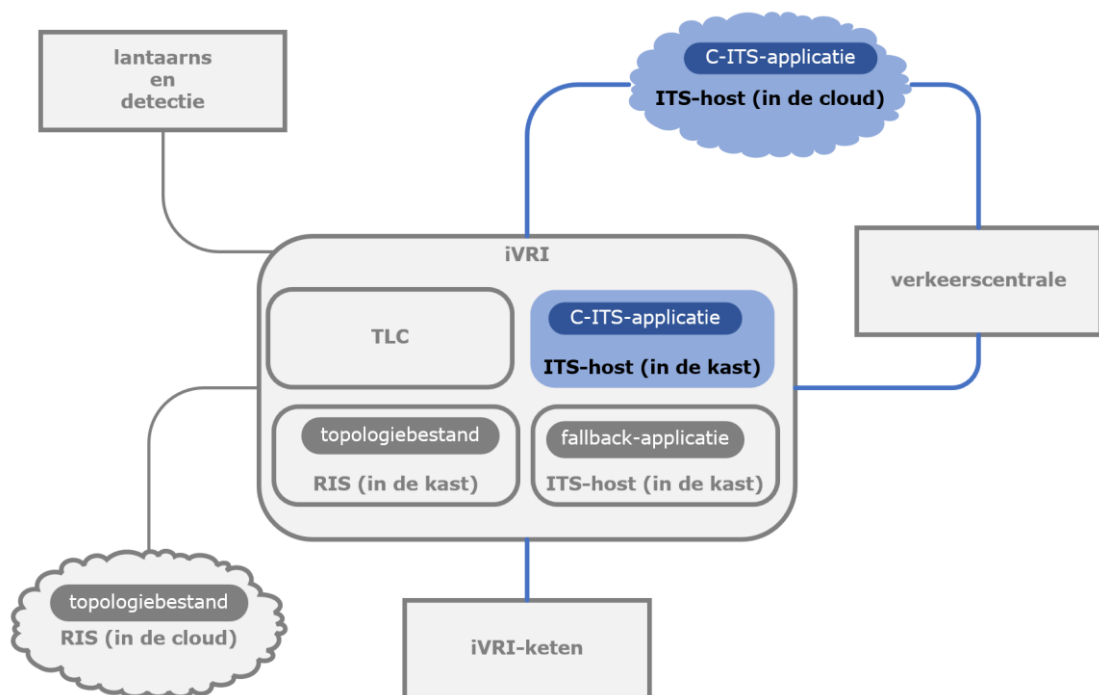 lantaarns
en
detectie
C-ITS-applicatie
ITS-host (in de cloud)
iVRI
verkeerscentrale
TLC
C-ITS-applicatie
ITS-host (in de kast)
topologiebestand
RIS (in de kast)
fallback-applicatie
ITS-host (in de kast)
topologiebestand
RIS (in de cloud)
iVRI-keten